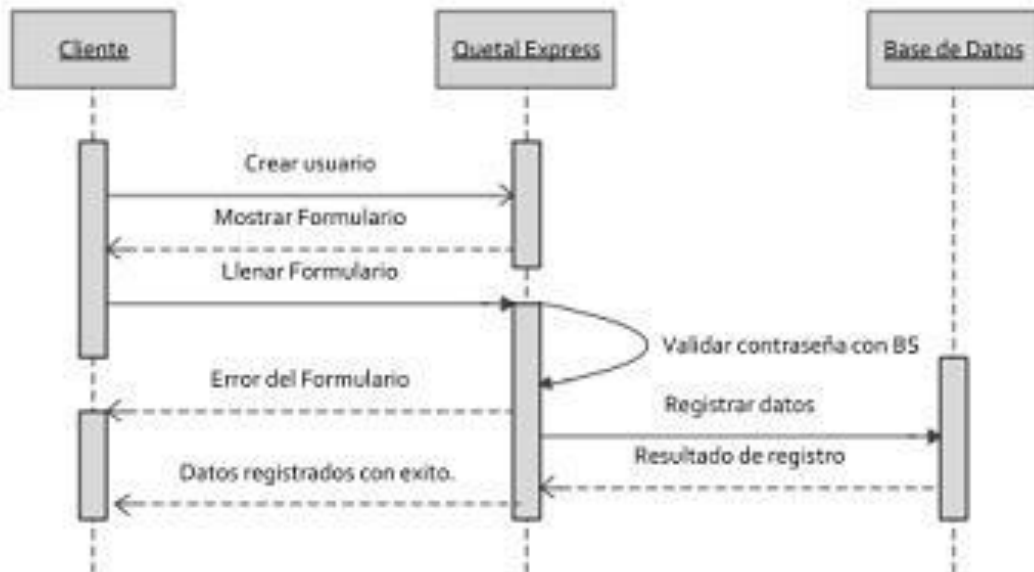 Cliente
Quetal Express
Base de Datos
Crear usuario
Mostrar Formulario
Llenar Formulario
Validar contraseña con BS
Error del Formulario
Registrar datos
Resultado de registro
Datos registrados con exito.